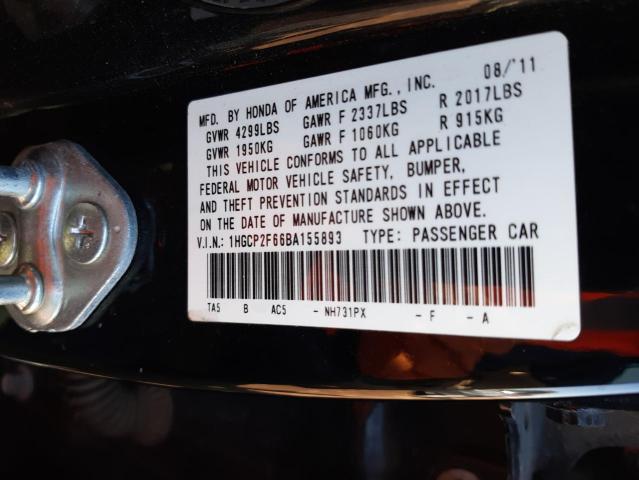 MFD. BY HONDA OF AMERICA MFG., INC. 08/'11
GVWR 4299LBS GAWR F 2337LBS R 2017LBS
GVWR 1950KG GAWR F 1060KG R 915KG
THIS VEHICLE CONFORMS TO ALL APPLICABLE
FEDERAL MOTOR VEHICLE SAFETY, BUMPER,
AND THEFT PREVENTION STANDARDS IN EFFECT
ON THE DATE OF MANUFACTURE SHOWN ABOVE.
V.I.N.: 1HGCP2F66BA155893 TYPE: PASSENGER CAR
TA5 B AC5 - NH731PX - F - A